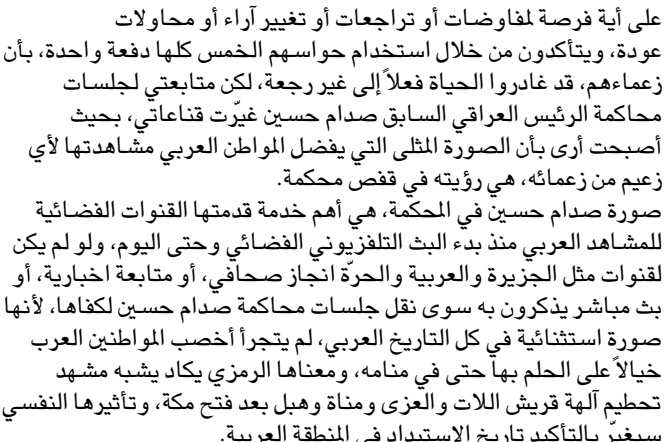 على أية فرصة لمفاوضات أو تراجعات أو تغيير آراء أو محاولات
عودة، ويتأكدون من خلال استخدام حواسهم الخمس كلها دفعة واحدة، بأن
زعماءهم، قد غادروا الحياة فعلاً إلى غير رجعة، لكن متابعتي لجلسات
محاكمة الرئيس العراقي السابق صدام حسين غيّرت قناعاتي، بحيث
أصبحت أرى بأن الصورة المثلى التي يفضل المواطن العربي مشاهدتها لأي
زعيم من زعمائه، هي رؤيته في قفص محكمة.
صورة صدام حسين في المحكمة، هي أهم خدمة قدمتها القنوات الفضائية
للمشاهد العربي منذ بدء البث التلفزيوني الفضائي وحتى اليوم، ولو لم يكن
لقنوات مثل الجزيرة والعربية والحرّة انجاز صحافي، أو متابعة اخبارية، أو
بث مباشر يذكرون به سوى نقل جلسات محاكمة صدام حسين لكفاها، لأنها
صورة استثنائية في كل التاريخ العربي، لم يتجرأ أخصب المواطنين العرب
خيالاً على الحلم بها حتى في منامه، ومعناها الرمزي يكاد يشبه مشهد
تحطيم آلهة قريش اللات والعزى ومناة وهبل بعد فتح مكة، وتأثيرها النفسي
سيغيّر بالتأكيد تاريخ الاستبداد في المنطقة العربية.